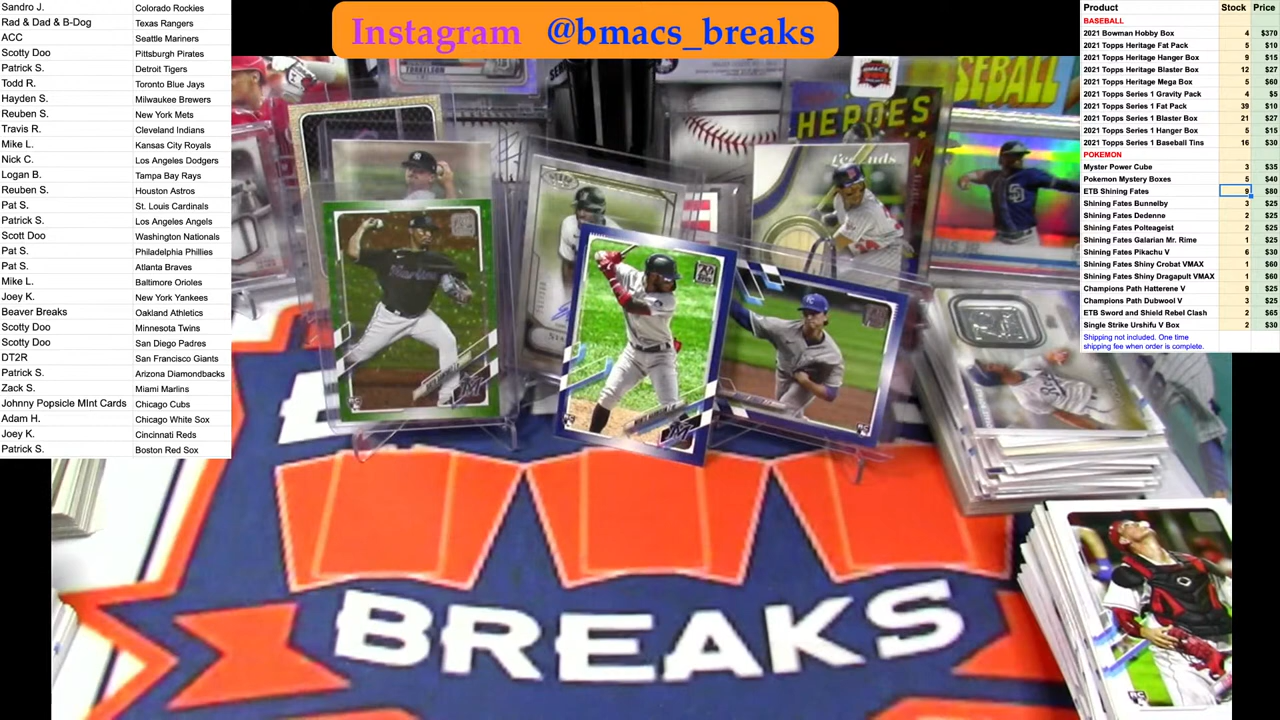 Sandro J. Colorado Rockies
Rad & Dad & B-Dog Texas Rangers
ACC Seattle Mariners
Scotty Doo Pittsburgh Pirates
Patrick S. Detroit Tigers
Todd R. Toronto Blue Jays
Hayden S. Milwaukee Brewers
Reuben S. New York Mets
Travis R. Cleveland Indians
Mike L. Kansas City Royals
Nick C. Los Angeles Dodgers
Logan B. Tampa Bay Rays
Reuben S. Houston Astros
Pat S. St. Louis Cardinals
Patrick S. Los Angeles Angels
Scott Doo Washington Nationals
Pat S. Philadelphia Phillies
Pat S. Atlanta Braves
Mike L. Baltimore Orioles
Joey K. New York Yankees
Beaver Breaks Oakland Athletics
Scotty Doo Minnesota Twins
Scotty Doo San Diego Padres
DT2R San Francisco Giants
Patrick S. Arizona Diamondbacks
Zack S. Miami Marlins
Johnny Popsicle MInt Cards Chicago Cubs
Adam H. Chicago White Sox
Joey K. Cincinnati Reds
Patrick S. Boston Red Sox
Instagram @bmacs_breaks
TORKELSON
HEROES
SEBALL
BREAKS
RC
Product Stock Price
BASEBALL
2021 Bowman Hobby Box 4 $370
2021 Topps Heritage Fat Pack 5 $10
2021 Topps Heritage Hanger Box 9 $15
2021 Topps Heritage Blaster Box 12 $27
2021 Topps Heritage Mega Box 5 $60
2021 Topps Series 1 Gravity Pack 4 $5
2021 Topps Series 1 Fat Pack 39 $10
2021 Topps Series 1 Blaster Box 21 $27
2021 Topps Series 1 Hanger Box 5 $15
2021 Topps Series 1 Baseball Tins 16 $30
POKEMON
Myster Power Cube 3 $35
Pokemon Mystery Boxes 5 $40
ETB Shining Fates 9 $80
Shining Fates Bunnelby 3 $25
Shining Fates Dedenne 2 $25
Shining Fates Polteageist 2 $25
Shining Fates Galarian Mr. Rime 1 $25
Shining Fates Pikachu V 6 $30
Shining Fates Shiny Crobat VMAX 1 $60
Shining Fates Shiny Dragapult VMAX 1 $60
Champions Path Hatterene V 9 $25
Champions Path Dubwool V 3 $25
ETB Sword and Shield Rebel Clash 2 $65
Single Strike Urshifu V Box 2 $30
Shipping not included. One time
shipping fee when order is complete.